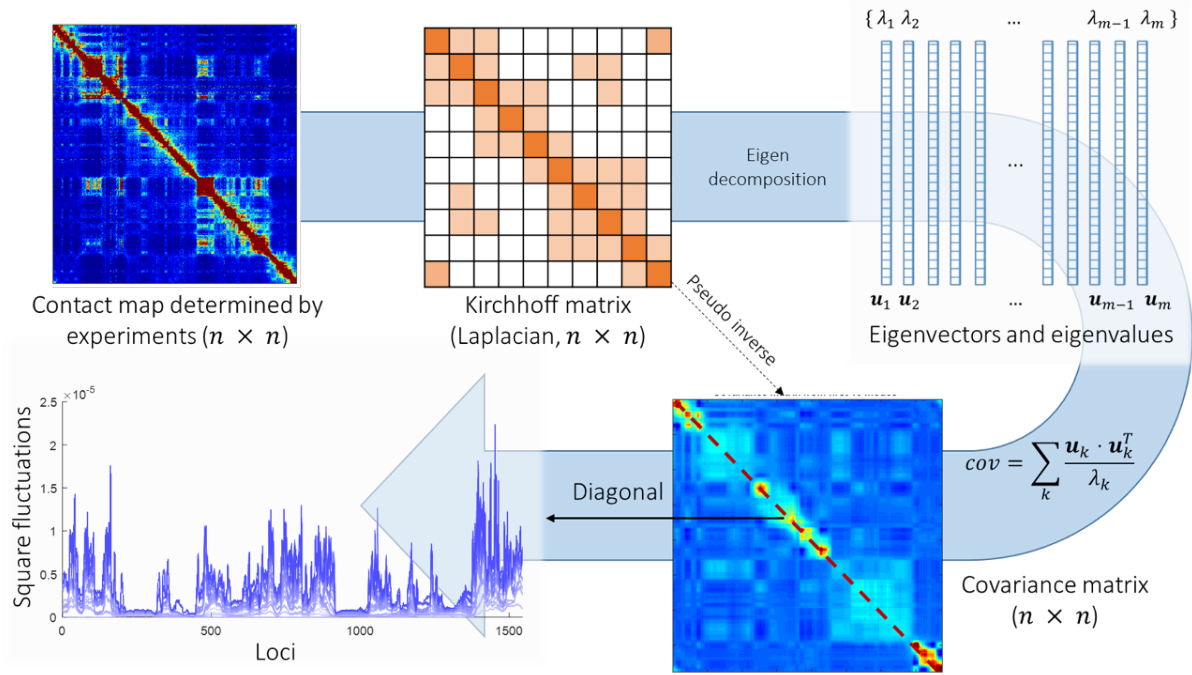 { λ₁ λ₂ ... λₘ₋₁ λₘ }
...
u₁ u₂ ... uₘ₋₁ uₘ
Eigenvectors and eigenvalues
Eigen
decomposition
Contact map determined by
experiments (n × n)
Kirchhoff matrix
(Laplacian, n × n)
Pseudo inverse
cov = ∑ₖ uₖ · uₖᵀ / λₖ
Covariance matrix
(n × n)
Diagonal
×10⁻⁵
2.5
2
1.5
1
0.5
0
Square fluctuations
0 500 1000 1500
Loci